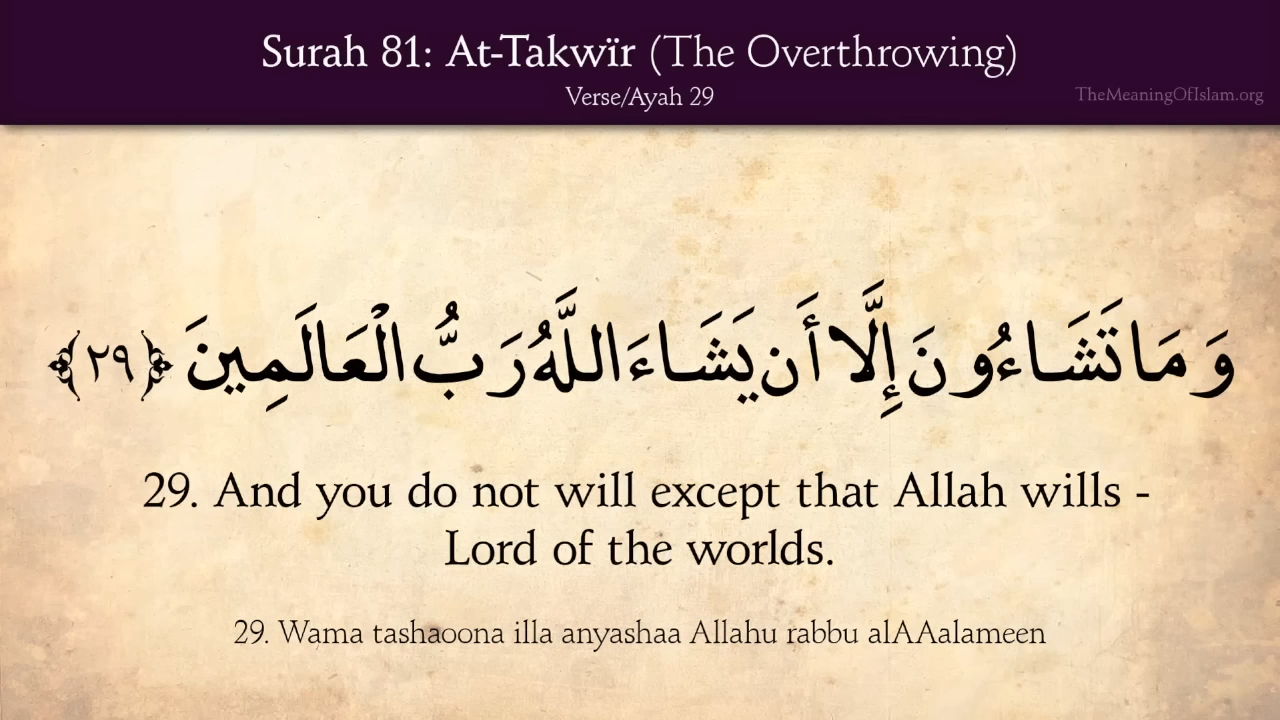 Surah 81: At-Takwïr (The Overthrowing)
Verse/Ayah 29
TheMeaningOfIslam.org
وَمَا تَشَاءُونَ إِلَّا أَن يَشَاءَ اللَّهُ رَبُّ الْعَالَمِينَ ﴿٢٩﴾
29. And you do not will except that Allah wills -
Lord of the worlds.
29. Wama tashaoona illa anyashaa Allahu rabbu alAAalameen